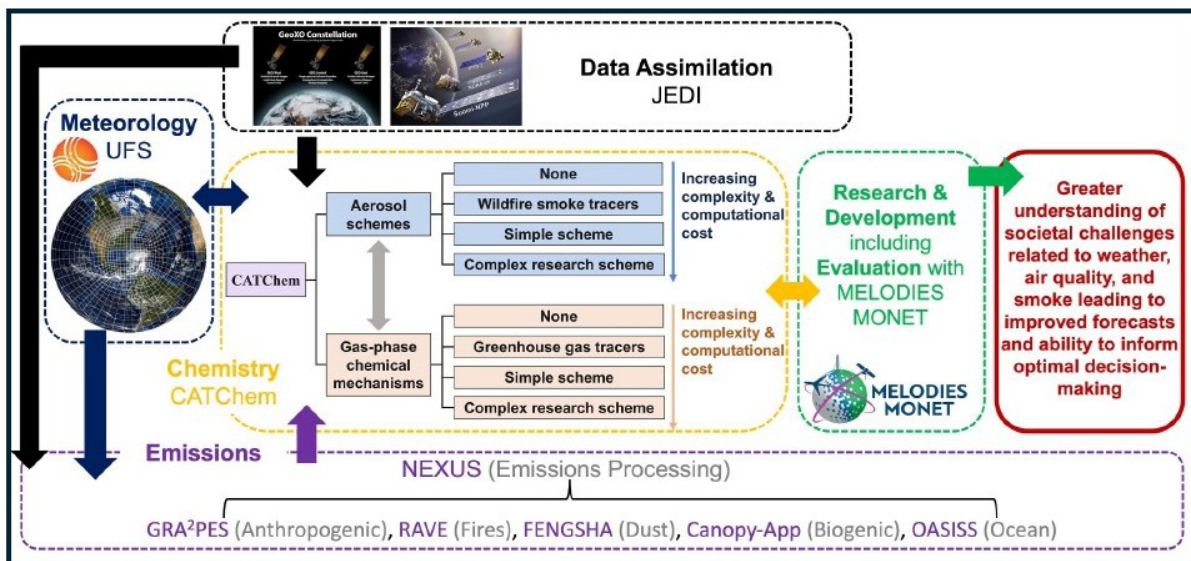 GeoXO Constellation
Data Assimilation
JEDI
Meteorology
UFS
CATChem
Aerosol
schemes
None
Wildfire smoke tracers
Simple scheme
Complex research scheme
Increasing
complexity &
computational
cost
Gas-phase
chemical
mechanisms
None
Greenhouse gas tracers
Simple scheme
Complex research scheme
Increasing
complexity &
computational
cost
Chemistry
CATChem
Research &
Development
including
Evaluation with
MELODIES
MONET
MELODIES
MONET
Greater
understanding of
societal challenges
related to weather,
air quality, and
smoke leading to
improved forecasts
and ability to inform
optimal decision-
making
Emissions
NEXUS (Emissions Processing)
GRA²PES (Anthropogenic), RAVE (Fires), FENGSHA (Dust), Canopy-App (Biogenic), OASISS (Ocean)